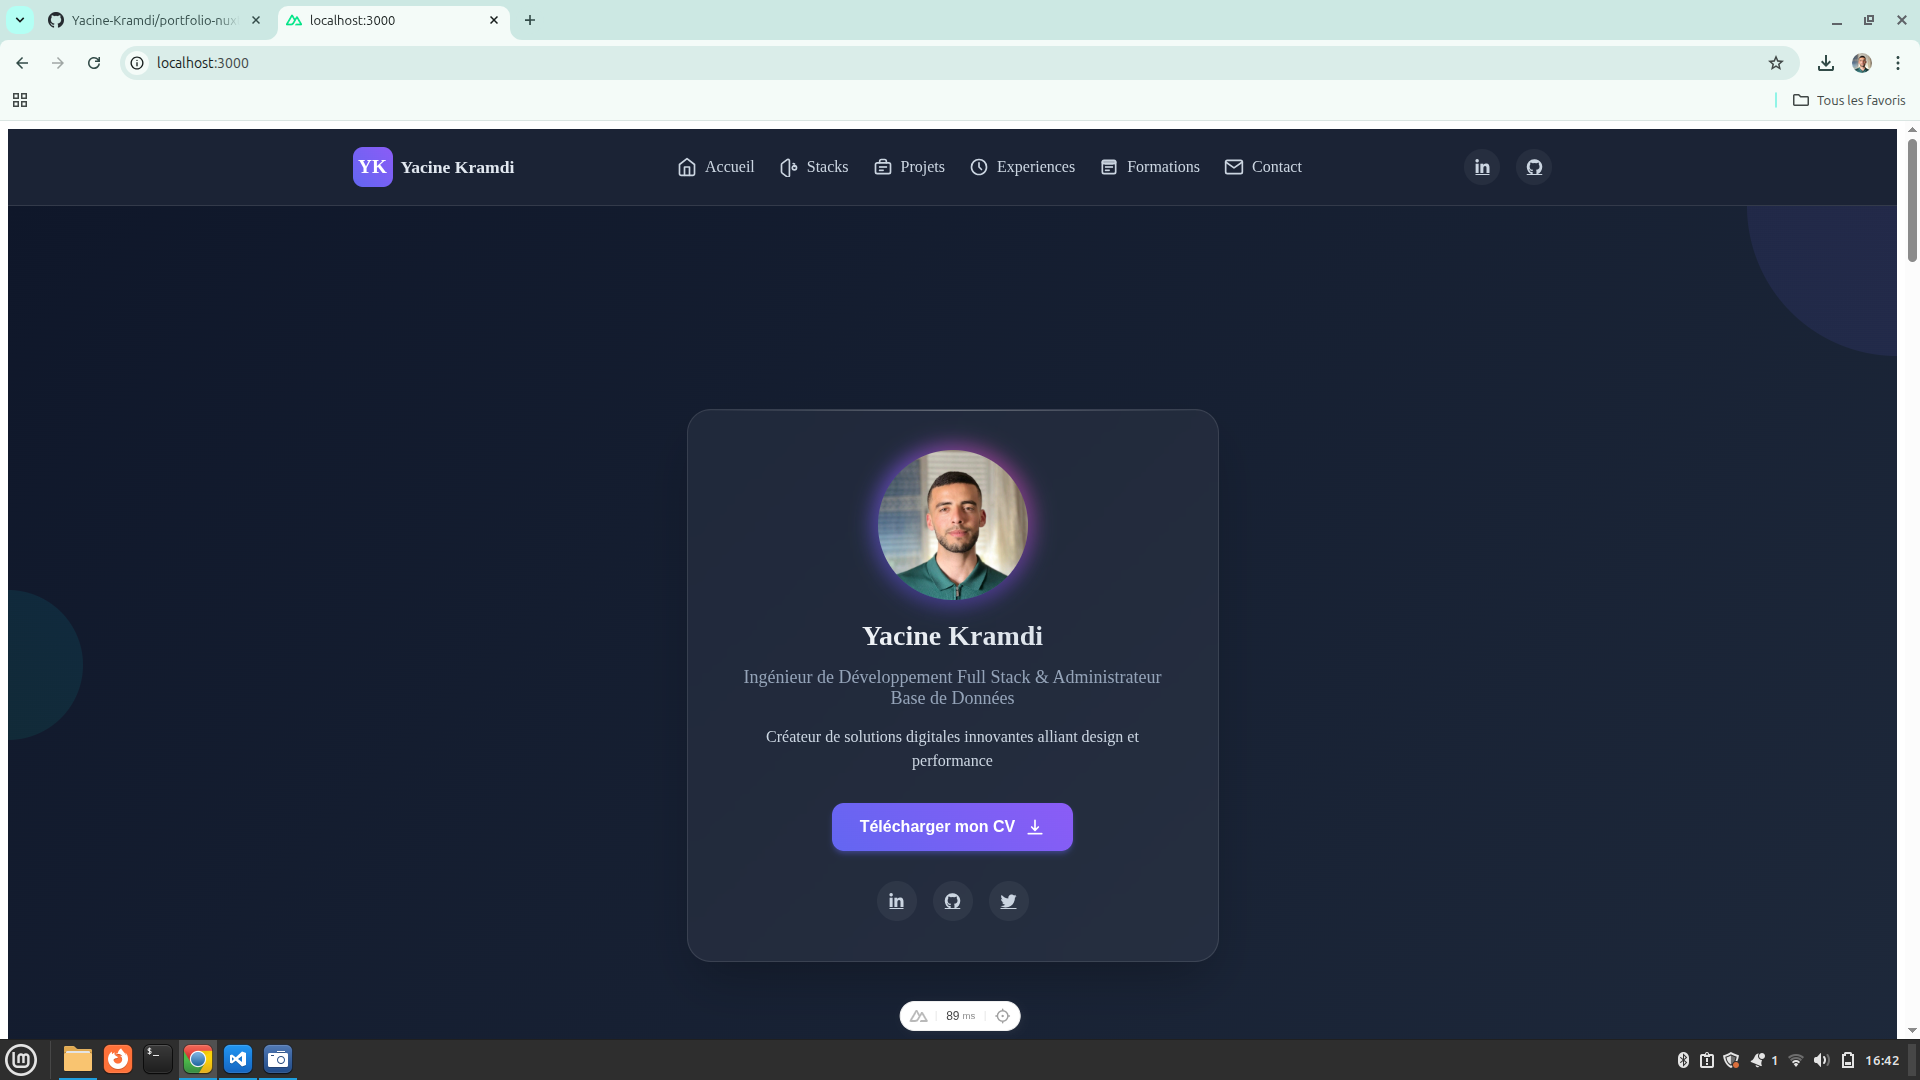 Yacine-Kramdi/portfolio-nux
localhost:3000
localhost:3000
Tous les favoris
YK Yacine Kramdi
Accueil
Stacks
Projets
Experiences
Formations
Contact
Yacine Kramdi
Ingénieur de Développement Full Stack & Administrateur
Base de Données
Créateur de solutions digitales innovantes alliant design et
performance
Télécharger mon CV
89 ms
1
16:42